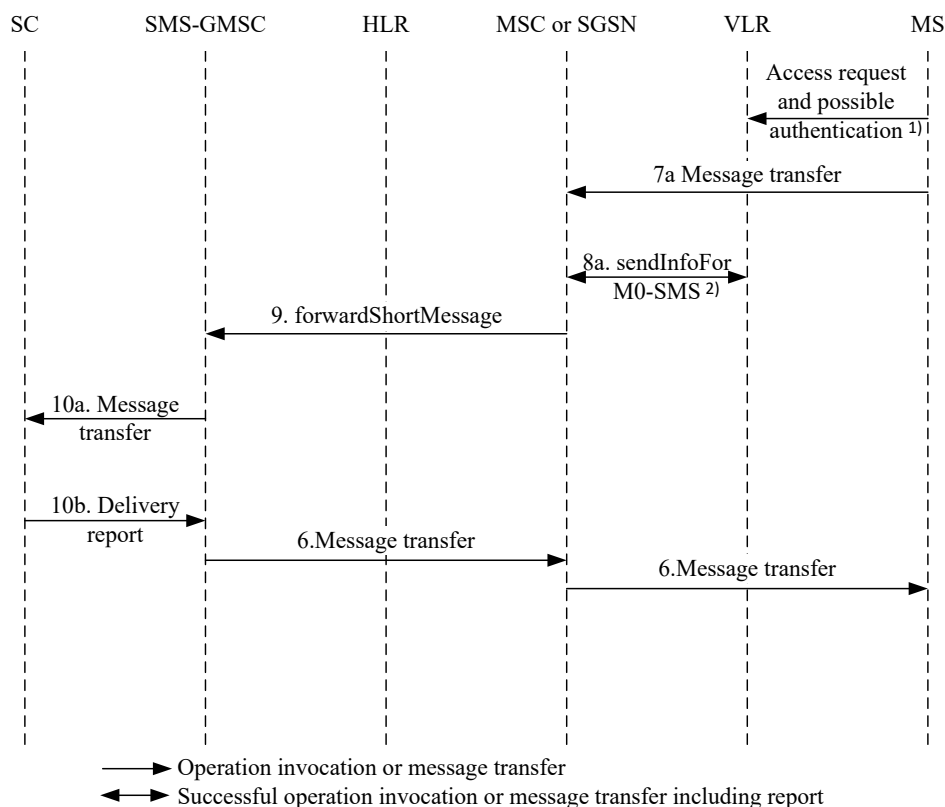 SC SMS-GMSC HLR MSC or SGSN VLR MS
Access request
and possible
authentication 1)
7a Message transfer
8a. sendInfoFor
M0-SMS 2)
9. forwardShortMessage
10a. Message
transfer
10b. Delivery
report
6.Message transfer
6.Message transfer
Operation invocation or message transfer
Successful operation invocation or message transfer including report